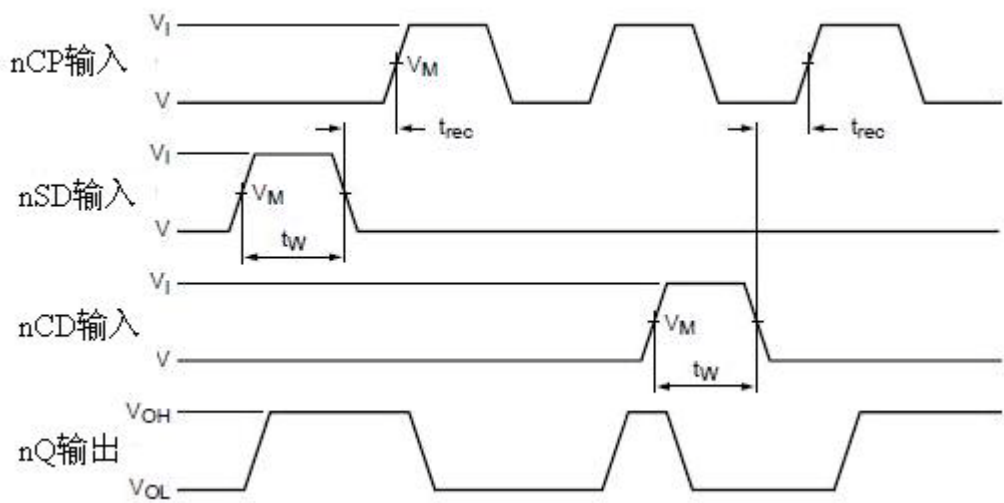 VI
nCP输入
VM
V
trec
trec
VI
nSD输入
VM
V
tW
VI
nCD输入
VM
V
tW
VOH
nQ输出
VOL